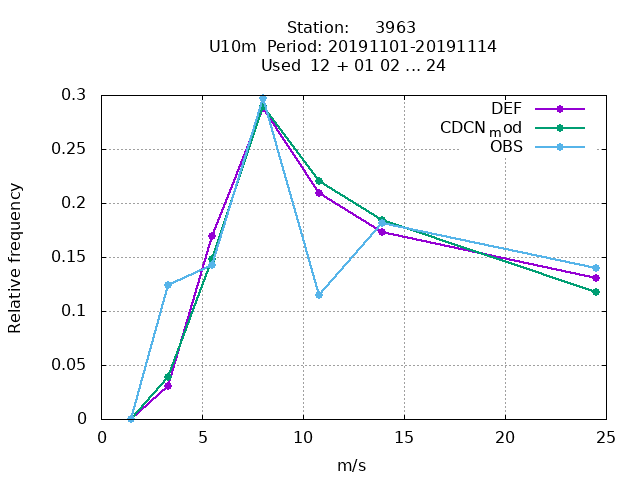 Station: 3963
U10m Period: 20191101-20191114
Used 12 + 01 02 ... 24
DEF
CDCN_mod
OBS
0.3
0.25
0.2
0.15
0.1
0.05
0
Relative frequency
0 5 10 15 20 25
m/s